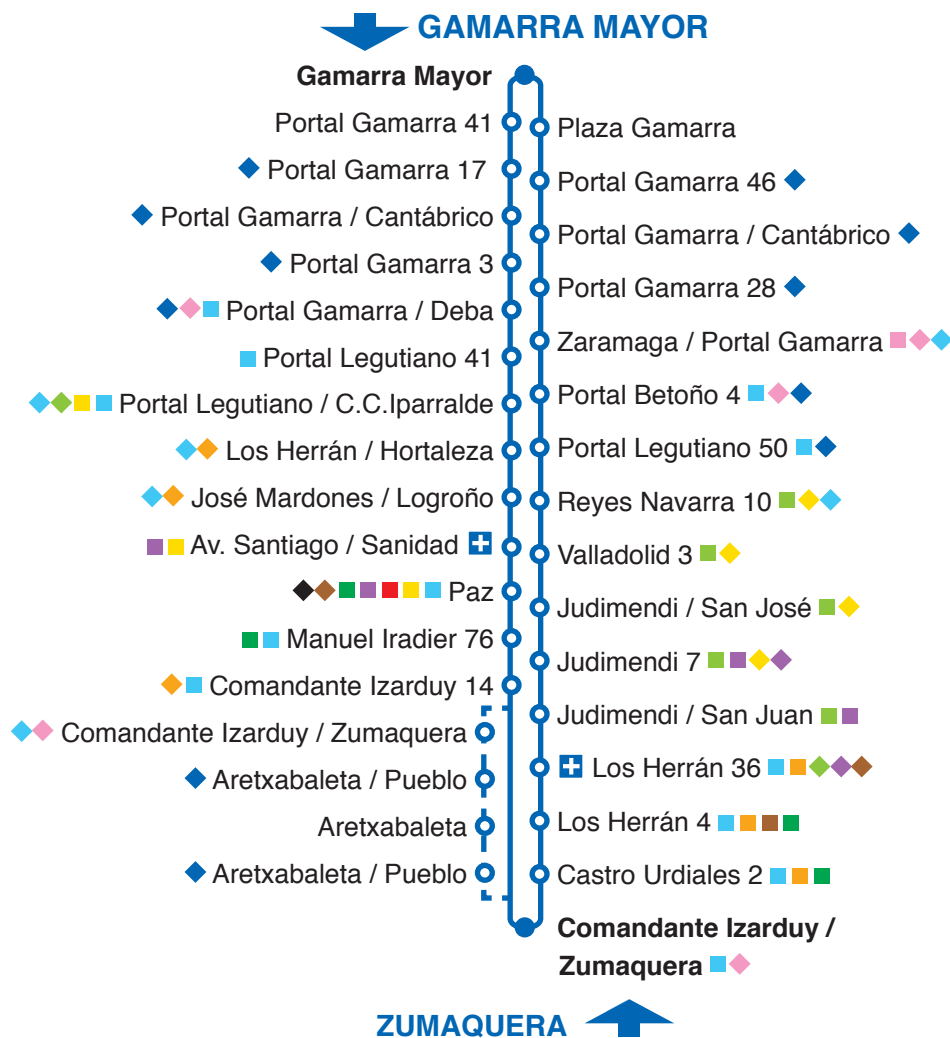 GAMARRA MAYOR
Gamarra Mayor
Portal Gamarra 41
Portal Gamarra 17
Portal Gamarra / Cantábrico
Portal Gamarra 3
Portal Gamarra / Deba
Portal Legutiano 41
Portal Legutiano / C.C.Iparralde
Los Herrán / Hortaleza
José Mardones / Logroño
Av. Santiago / Sanidad
Paz
Manuel Iradier 76
Comandante Izarduy 14
Comandante Izarduy / Zumaquera
Aretxabaleta / Pueblo
Aretxabaleta
Aretxabaleta / Pueblo
Plaza Gamarra
Portal Gamarra 46
Portal Gamarra / Cantábrico
Portal Gamarra 28
Zaramaga / Portal Gamarra
Portal Betoño 4
Portal Legutiano 50
Reyes Navarra 10
Valladolid 3
Judimendi / San José
Judimendi 7
Judimendi / San Juan
Los Herrán 36
Los Herrán 4
Castro Urdiales 2
Comandante Izarduy /
Zumaquera
ZUMAQUERA